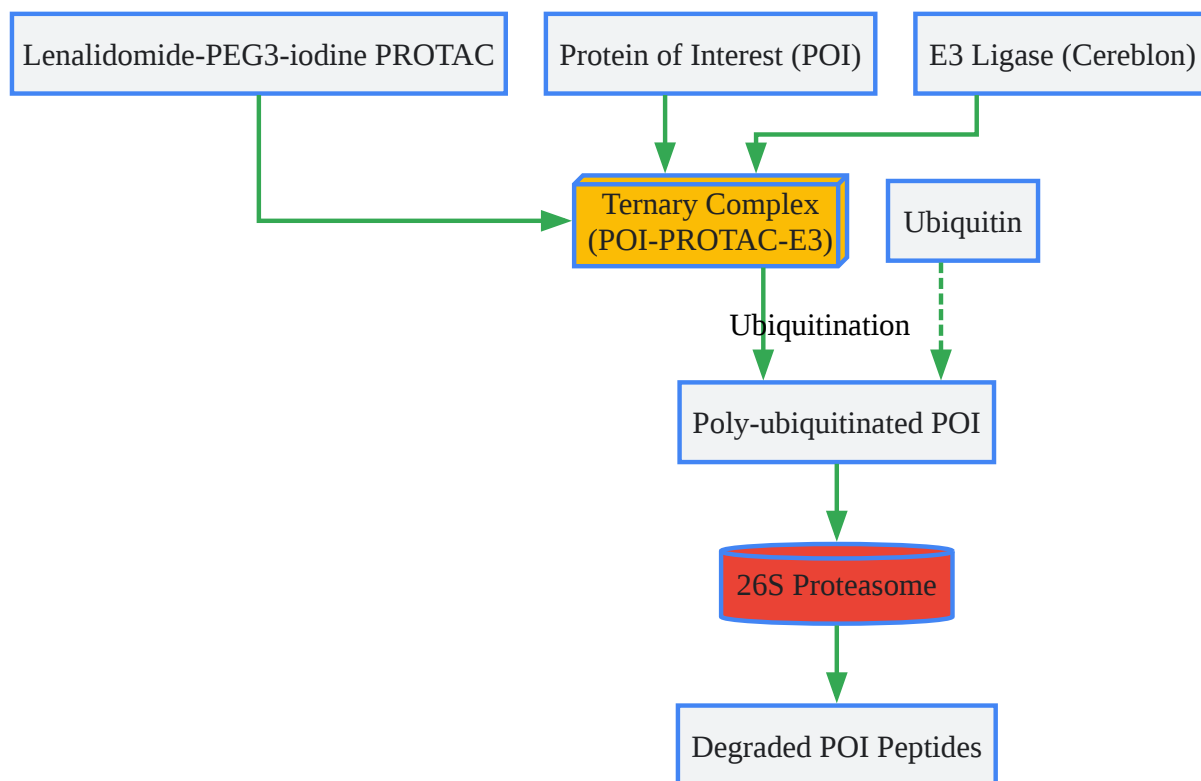 Lenalidomide-PEG3-iodine PROTAC
Protein of Interest (POI)
E3 Ligase (Cereblon)
Ternary Complex
(POI-PROTAC-E3)
Ubiquitin
Ubiquitination
Poly-ubiquitinated POI
26S Proteasome
Degraded POI Peptides